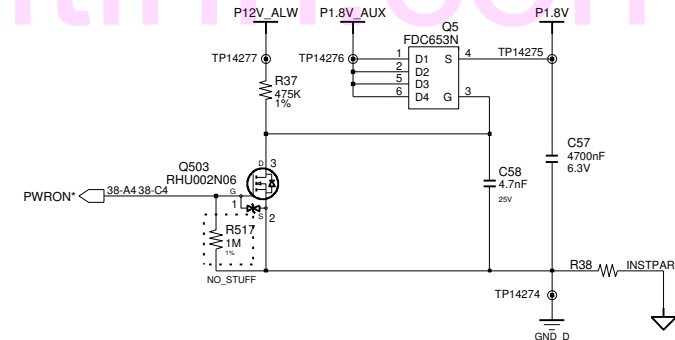 P12V_ALW
P1.8V_AUX
Q5
FDC653N
P1.8V
TP14277
TP14276
1 D1 S 4
2 D2
5 D3
6 D4 G 3
TP14275
R37
475K
1%
Q503
RHU002N06
D 3
G
1
S 2
PWRON*
38-A4 38-C4
R517
1M
1%
NO_STUFF
C58
4.7nF
25V
C57
4700nF
6.3V
R38
INSTPAR
TP14274
GND_D